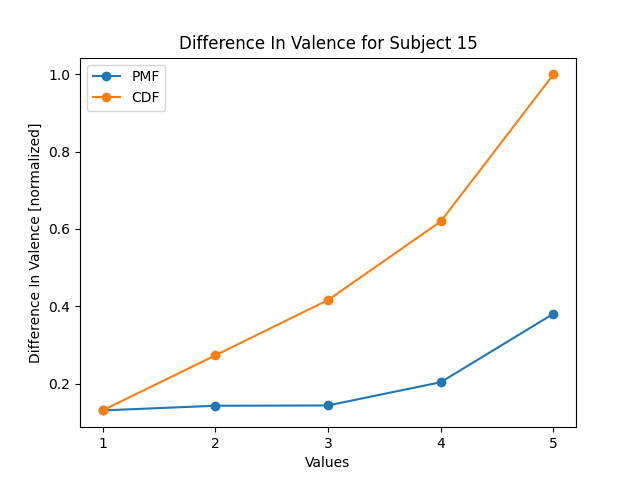 Difference In Valence for Subject 15
PMF
CDF
Difference In Valence [normalized]
1.0
0.8
0.6
0.4
0.2
1 2 3 4 5
Values